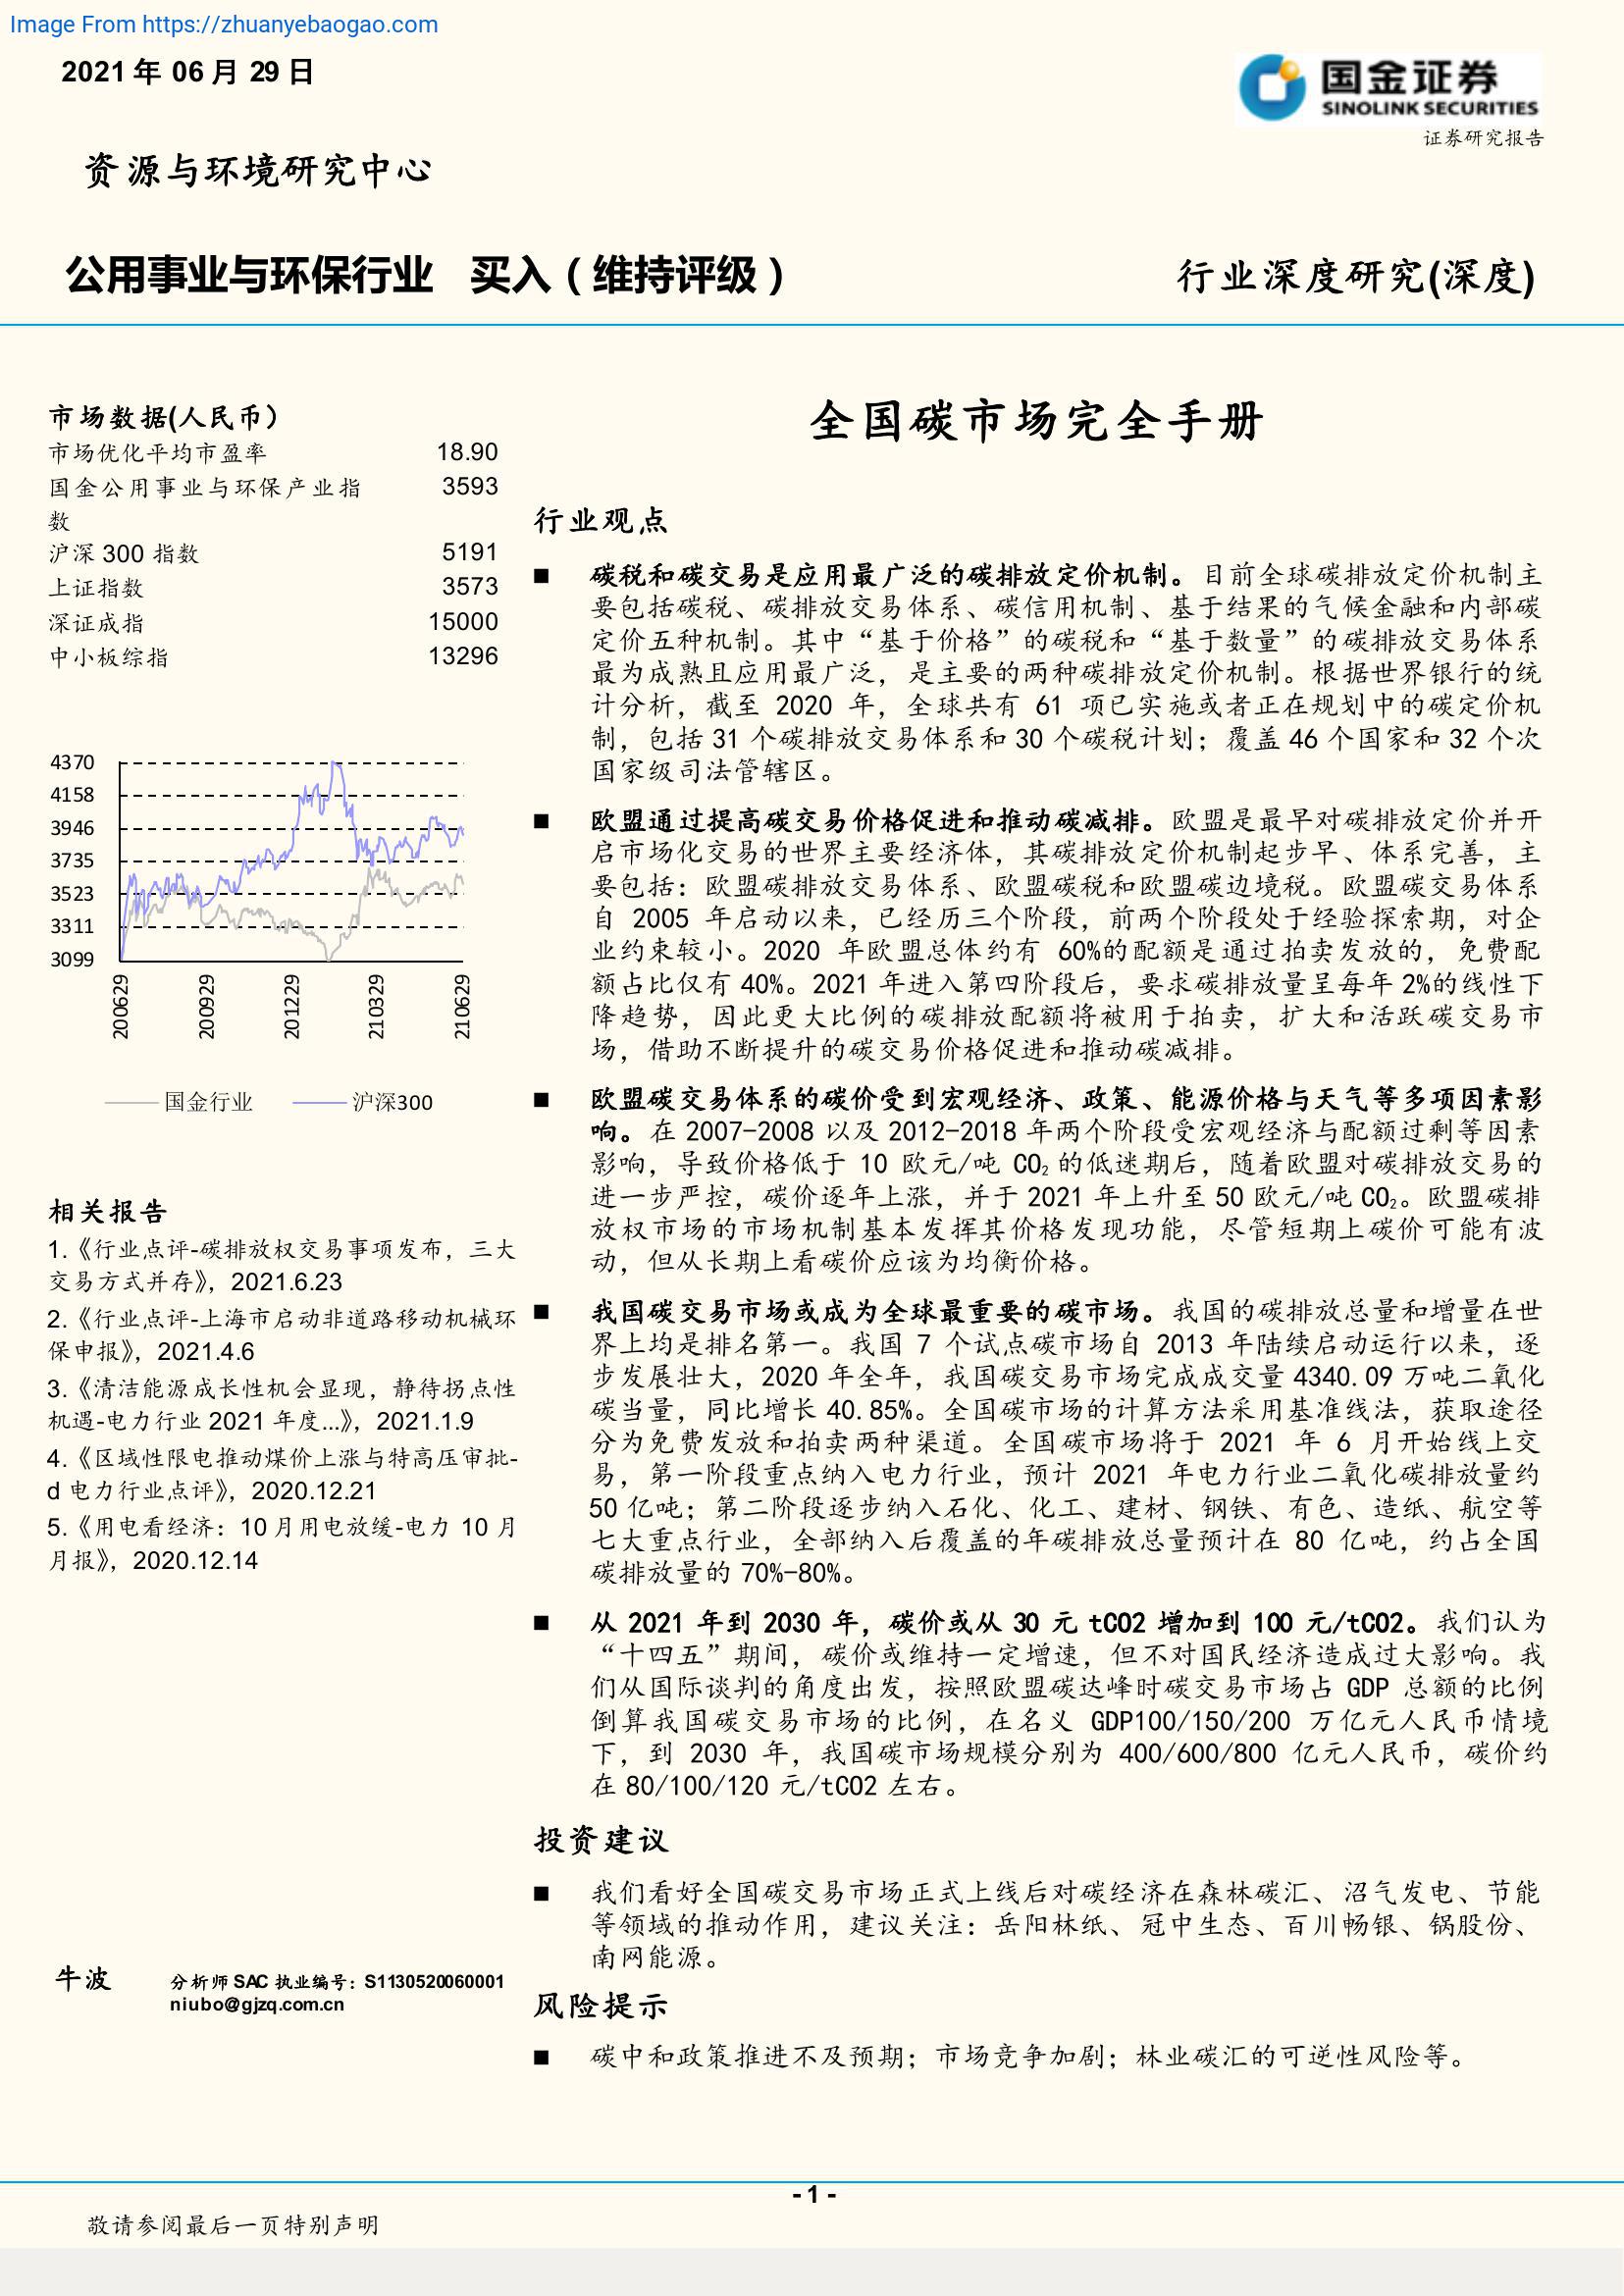 Image From https://zhuanyebaogao.com
2021 年 06 月 29 日
国金证券
SINOLINK SECURITIES
证券研究报告
资源与环境研究中心
公用事业与环保行业 买入（维持评级）
行业深度研究(深度)
市场数据(人民币）
市场优化平均市盈率 18.90
国金公用事业与环保产业指 3593
数
沪深 300 指数 5191
上证指数 3573
深证成指 15000
中小板综指 13296
4370
4158
3946
3735
3523
3311
3099
200629
200929
201229
210329
210629
国金行业 沪深300
相关报告
1.《行业点评-碳排放权交易事项发布，三大
交易方式并存》，2021.6.23
2.《行业点评-上海市启动非道路移动机械环
保申报》，2021.4.6
3.《清洁能源成长性机会显现，静待拐点性
机遇-电力行业 2021 年度...》，2021.1.9
4.《区域性限电推动煤价上涨与特高压审批-
d 电力行业点评》，2020.12.21
5.《用电看经济：10 月用电放缓-电力 10 月
月报》，2020.12.14
牛波 分析师 SAC 执业编号：S1130520060001
niubo@gjzq.com.cn
全国碳市场完全手册
行业观点
■ 碳税和碳交易是应用最广泛的碳排放定价机制。目前全球碳排放定价机制主
要包括碳税、碳排放交易体系、碳信用机制、基于结果的气候金融和内部碳
定价五种机制。其中“基于价格”的碳税和“基于数量”的碳排放交易体系
最为成熟且应用最广泛，是主要的两种碳排放定价机制。根据世界银行的统
计分析，截至 2020 年，全球共有 61 项已实施或者正在规划中的碳定价机
制，包括 31 个碳排放交易体系和 30 个碳税计划；覆盖 46 个国家和 32 个次
国家级司法管辖区。
■ 欧盟通过提高碳交易价格促进和推动碳减排。欧盟是最早对碳排放定价并开
启市场化交易的世界主要经济体，其碳排放定价机制起步早、体系完善，主
要包括：欧盟碳排放交易体系、欧盟碳税和欧盟碳边境税。欧盟碳交易体系
自 2005 年启动以来，已经历三个阶段，前两个阶段处于经验探索期，对企
业约束较小。2020 年欧盟总体约有 60%的配额是通过拍卖发放的，免费配
额占比仅有 40%。2021 年进入第四阶段后，要求碳排放量呈每年 2%的线性下
降趋势，因此更大比例的碳排放配额将被用于拍卖，扩大和活跃碳交易市
场，借助不断提升的碳交易价格促进和推动碳减排。
■ 欧盟碳交易体系的碳价受到宏观经济、政策、能源价格与天气等多项因素影
响。在 2007-2008 以及 2012-2018 年两个阶段受宏观经济与配额过剩等因素
影响，导致价格低于 10 欧元/吨 CO₂ 的低迷期后，随着欧盟对碳排放交易的
进一步严控，碳价逐年上涨，并于 2021 年上升至 50 欧元/吨 CO₂。欧盟碳排
放权市场的市场机制基本发挥其价格发现功能，尽管短期上碳价可能有波
动，但从长期上看碳价应该为均衡价格。
■ 我国碳交易市场或成为全球最重要的碳市场。我国的碳排放总量和增量在世
界上均是排名第一。我国 7 个试点碳市场自 2013 年陆续启动运行以来，逐
步发展壮大，2020 年全年，我国碳交易市场完成成交量 4340.09 万吨二氧化
碳当量，同比增长 40.85%。全国碳市场的计算方法采用基准线法，获取途径
分为免费发放和拍卖两种渠道。全国碳市场将于 2021 年 6 月开始线上交
易，第一阶段重点纳入电力行业，预计 2021 年电力行业二氧化碳排放量约
50 亿吨；第二阶段逐步纳入石化、化工、建材、钢铁、有色、造纸、航空等
七大重点行业，全部纳入后覆盖的年碳排放总量预计在 80 亿吨，约占全国
碳排放量的 70%-80%。
■ 从 2021 年到 2030 年，碳价或从 30 元 tCO2 增加到 100 元/tCO2。我们认为
“十四五”期间，碳价或维持一定增速，但不对国民经济造成过大影响。我
们从国际谈判的角度出发，按照欧盟碳达峰时碳交易市场占 GDP 总额的比例
倒算我国碳交易市场的比例，在名义 GDP100/150/200 万亿元人民币情境
下，到 2030 年，我国碳市场规模分别为 400/600/800 亿元人民币，碳价约
在 80/100/120 元/tCO2 左右。
投资建议
■ 我们看好全国碳交易市场正式上线后对碳经济在森林碳汇、沼气发电、节能
等领域的推动作用，建议关注：岳阳林纸、冠中生态、百川畅银、锅股份、
南网能源。
风险提示
■ 碳中和政策推进不及预期；市场竞争加剧；林业碳汇的可逆性风险等。
- 1 -
敬请参阅最后一页特别声明